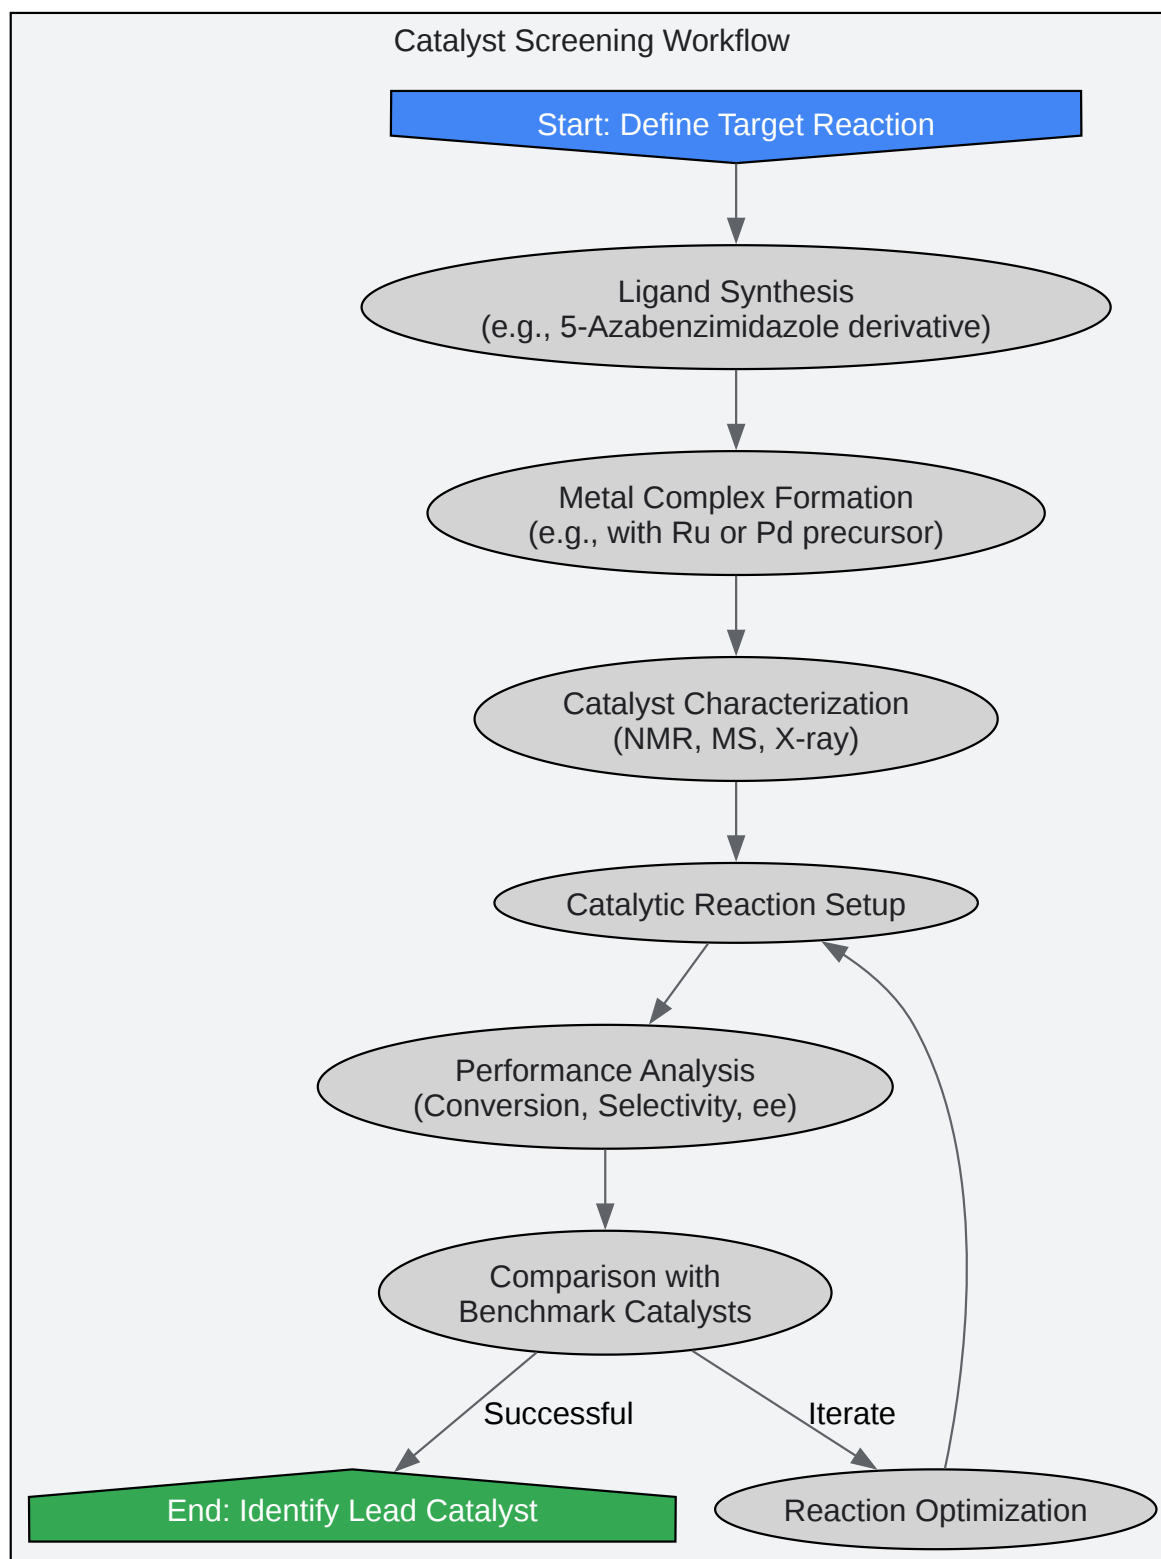 Catalyst Screening Workflow
Start: Define Target Reaction
Ligand Synthesis
(e.g., 5-Azabenzimidazole derivative)
Metal Complex Formation
(e.g., with Ru or Pd precursor)
Catalyst Characterization
(NMR, MS, X-ray)
Catalytic Reaction Setup
Performance Analysis
(Conversion, Selectivity, ee)
Comparison with
Benchmark Catalysts
Successful
Iterate
End: Identify Lead Catalyst
Reaction Optimization